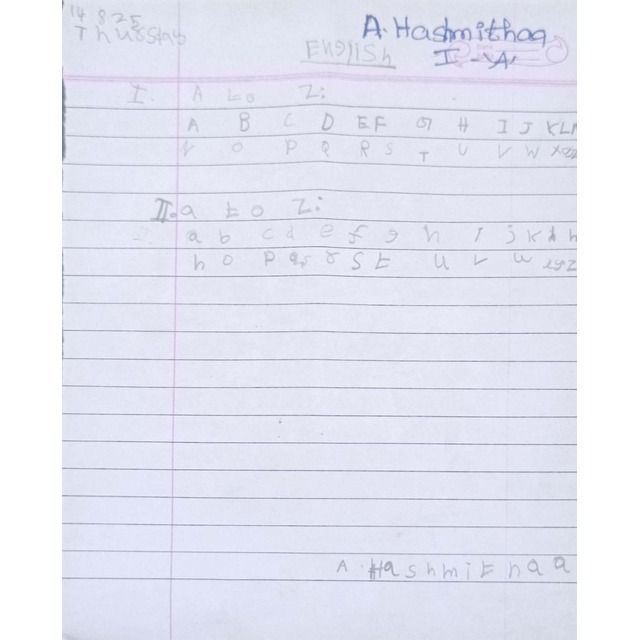 14 8 25
Thursday
English
A. Hashmithaa
I - 'A'
I. A to Z:
A B C D E F G H I J K L M
N O P Q R S T U V W X Y Z
II. a to z:
a b c d e f g h i j k l m
n o p q r s t u v w x y z
A. Hashmithaa